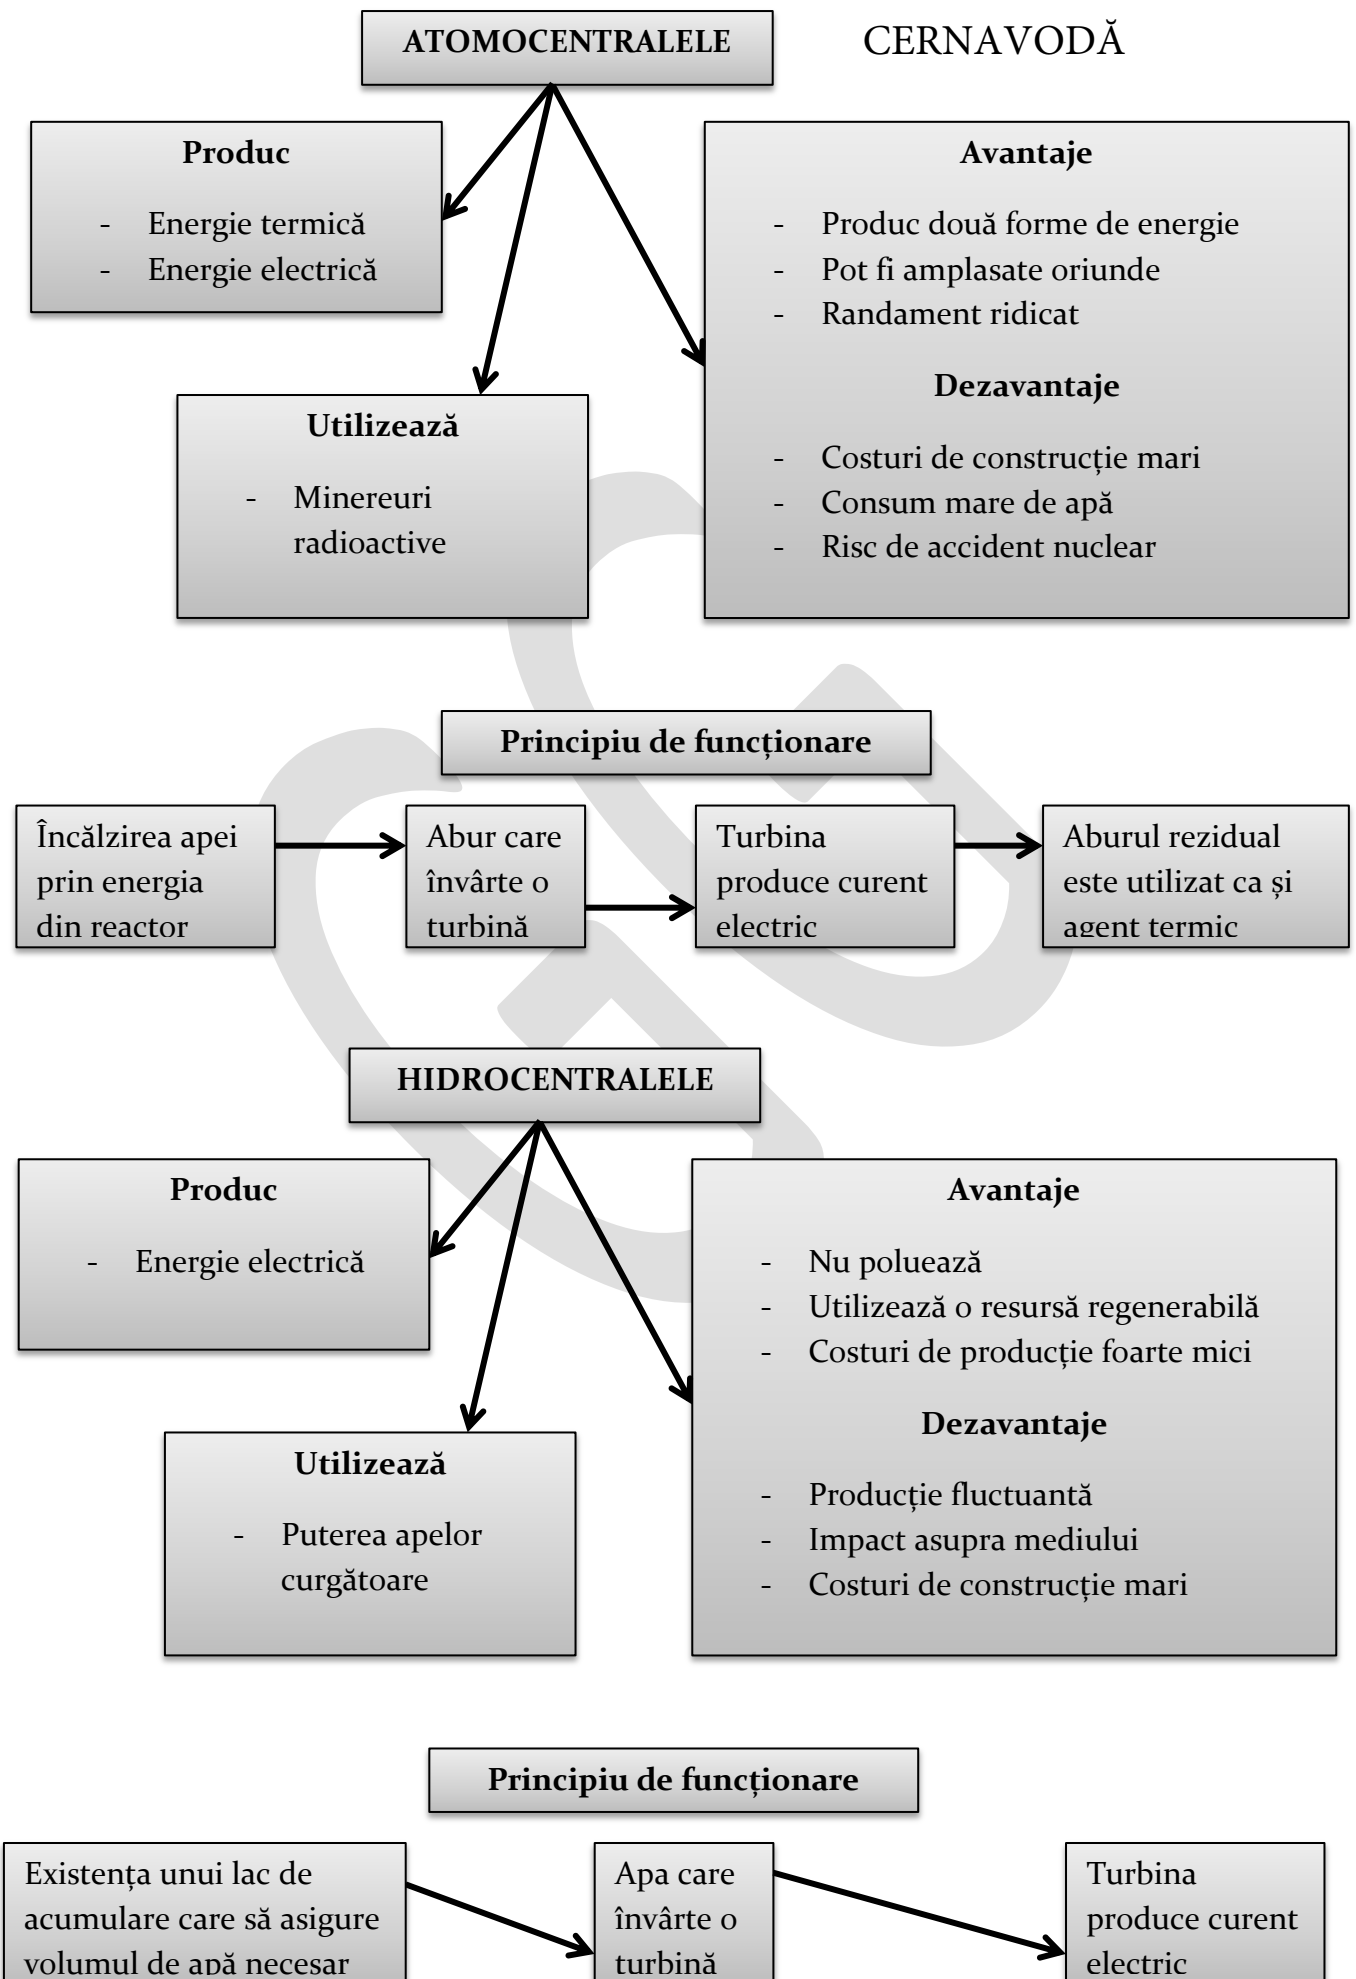 ATOMOCENTRALELE
CERNAVODĂ
Produc
- Energie termică
- Energie electrică
Utilizează
- Minereuri
radioactive
Avantaje
- Produc două forme de energie
- Pot fi amplasate oriunde
- Randament ridicat
Dezavantaje
- Costuri de construcție mari
- Consum mare de apă
- Risc de accident nuclear
Principiu de funcționare
Încălzirea apei
prin energia
din reactor
Abur care
învârte o
turbină
Turbina
produce curent
electric
Aburul rezidual
este utilizat ca și
agent termic
HIDROCENTRALELE
Produc
- Energie electrică
Utilizează
- Puterea apelor
curgătoare
Avantaje
- Nu poluează
- Utilizează o resursă regenerabilă
- Costuri de producție foarte mici
Dezavantaje
- Producție fluctuantă
- Impact asupra mediului
- Costuri de construcție mari
Principiu de funcționare
Existența unui lac de
acumulare care să asigure
volumul de apă necesar
Apa care
învârte o
turbină
Turbina
produce curent
electric